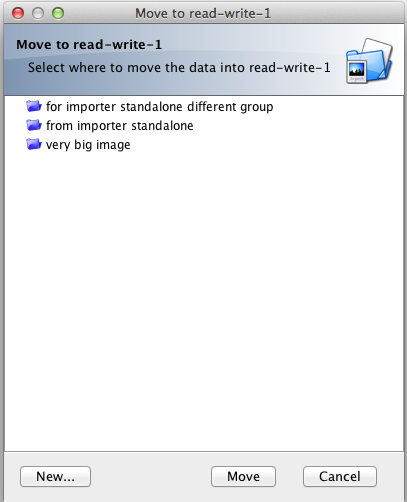 Move to read-write-1
Move to read-write-1
Select where to move the data into read-write-1
for importer standalone different group
from importer standalone
very big image
New...
Move
Cancel